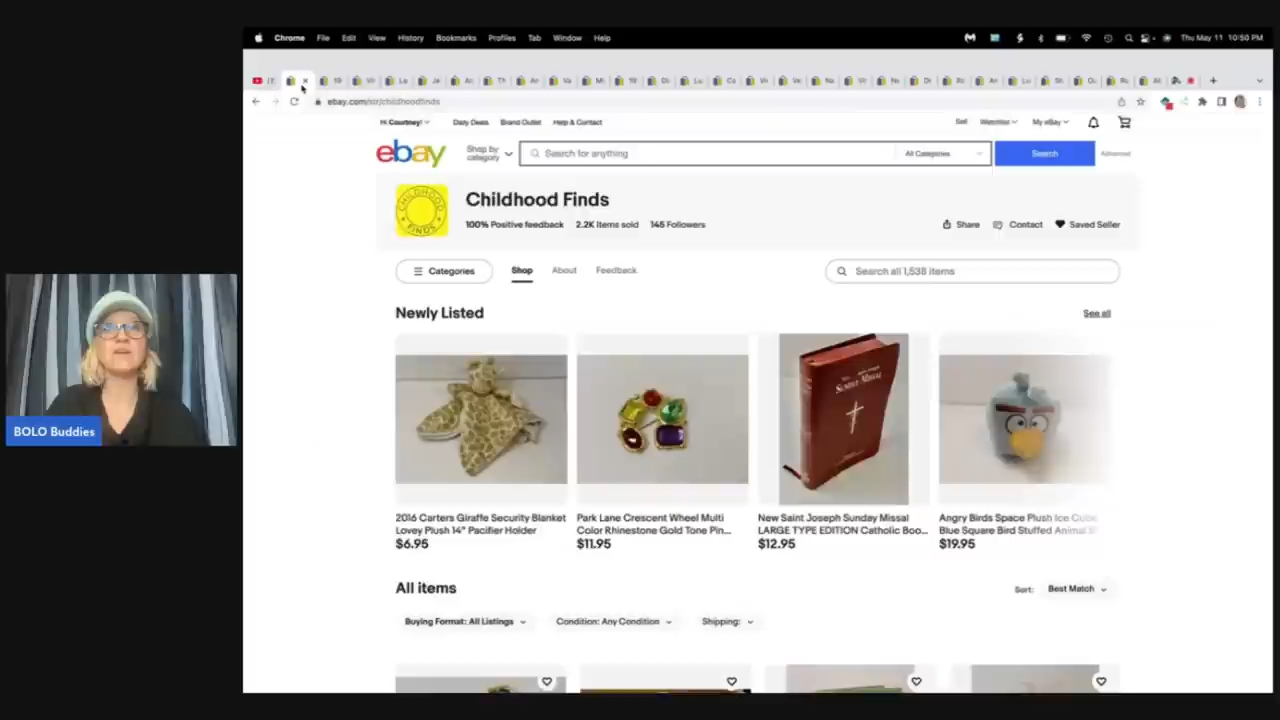 Chrome File Edit View History Bookmarks Profiles Tab Window Help
Thu May 11 10:50 PM
ebay.com/str/childhoodfinds
Hi Courtney! Daily Deals Brand Outlet Help & Contact
Sell Watchlist My eBay
ebay
Shop by
category
Search for anything
All Categories
Search
Advanced
CHILDHOOD
FINDS
Childhood Finds
100% Positive feedback 2.2K Items sold 145 Followers
Share Contact Saved Seller
Categories
Shop About Feedback
Search all 1,538 items
Newly Listed
See all
SUNDAY MISSAL
BOLO Buddies
2016 Carters Giraffe Security Blanket
Lovey Plush 14" Pacifier Holder
$6.95
Park Lane Crescent Wheel Multi
Color Rhinestone Gold Tone Pin...
$11.95
New Saint Joseph Sunday Missal
LARGE TYPE EDITION Catholic Boo...
$12.95
Angry Birds Space Plush Ice Cube
Blue Square Bird Stuffed Animal
$19.95
All items
Sort: Best Match
Buying Format: All Listings
Condition: Any Condition
Shipping: